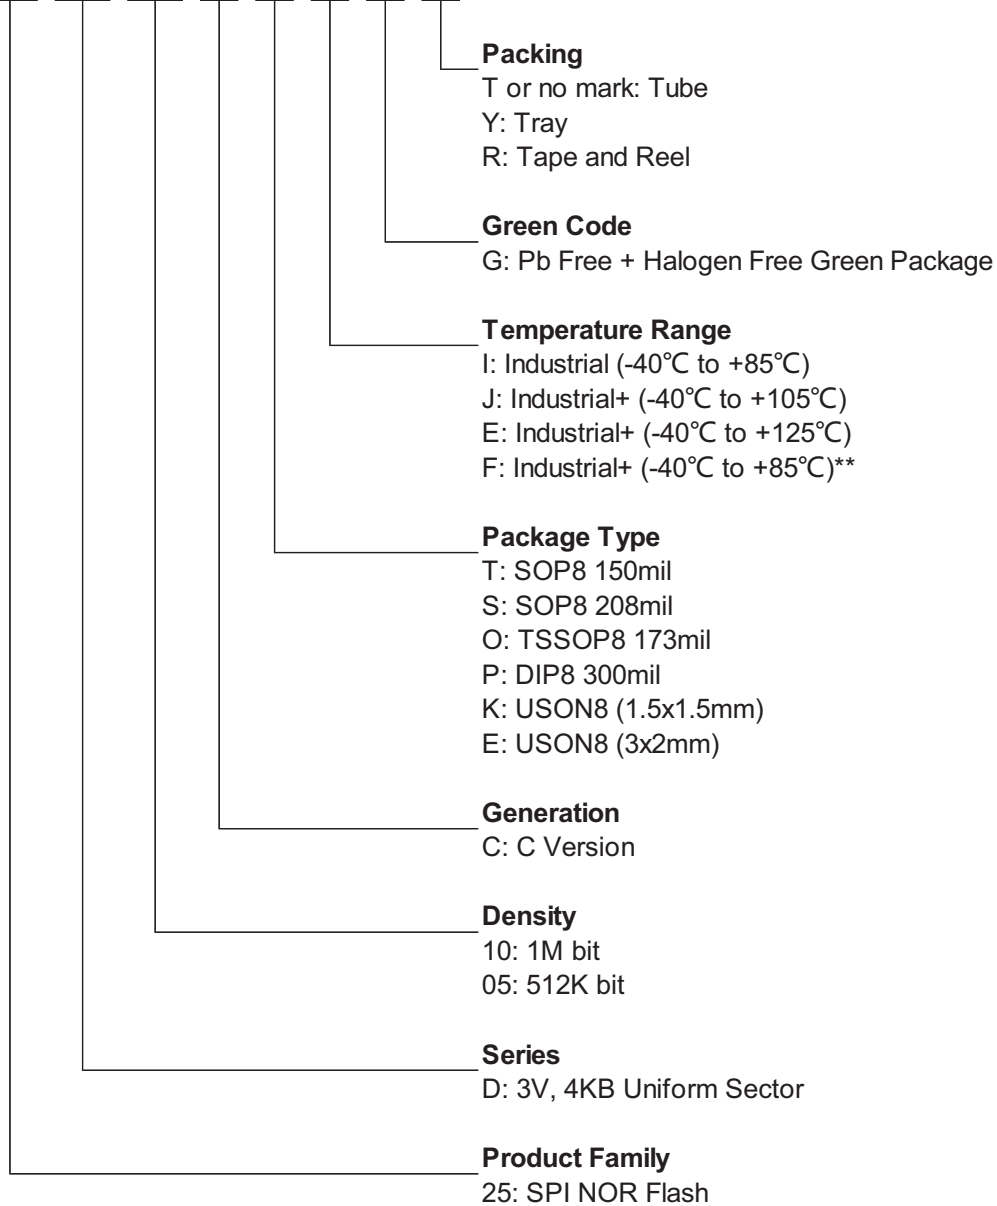 Packing
T or no mark: Tube
Y: Tray
R: Tape and Reel
Green Code
G: Pb Free + Halogen Free Green Package
Temperature Range
I: Industrial (-40℃ to +85℃)
J: Industrial+ (-40℃ to +105℃)
E: Industrial+ (-40℃ to +125℃)
F: Industrial+ (-40℃ to +85℃)**
Package Type
T: SOP8 150mil
S: SOP8 208mil
O: TSSOP8 173mil
P: DIP8 300mil
K: USON8 (1.5x1.5mm)
E: USON8 (3x2mm)
Generation
C: C Version
Density
10: 1M bit
05: 512K bit
Series
D: 3V, 4KB Uniform Sector
Product Family
25: SPI NOR Flash